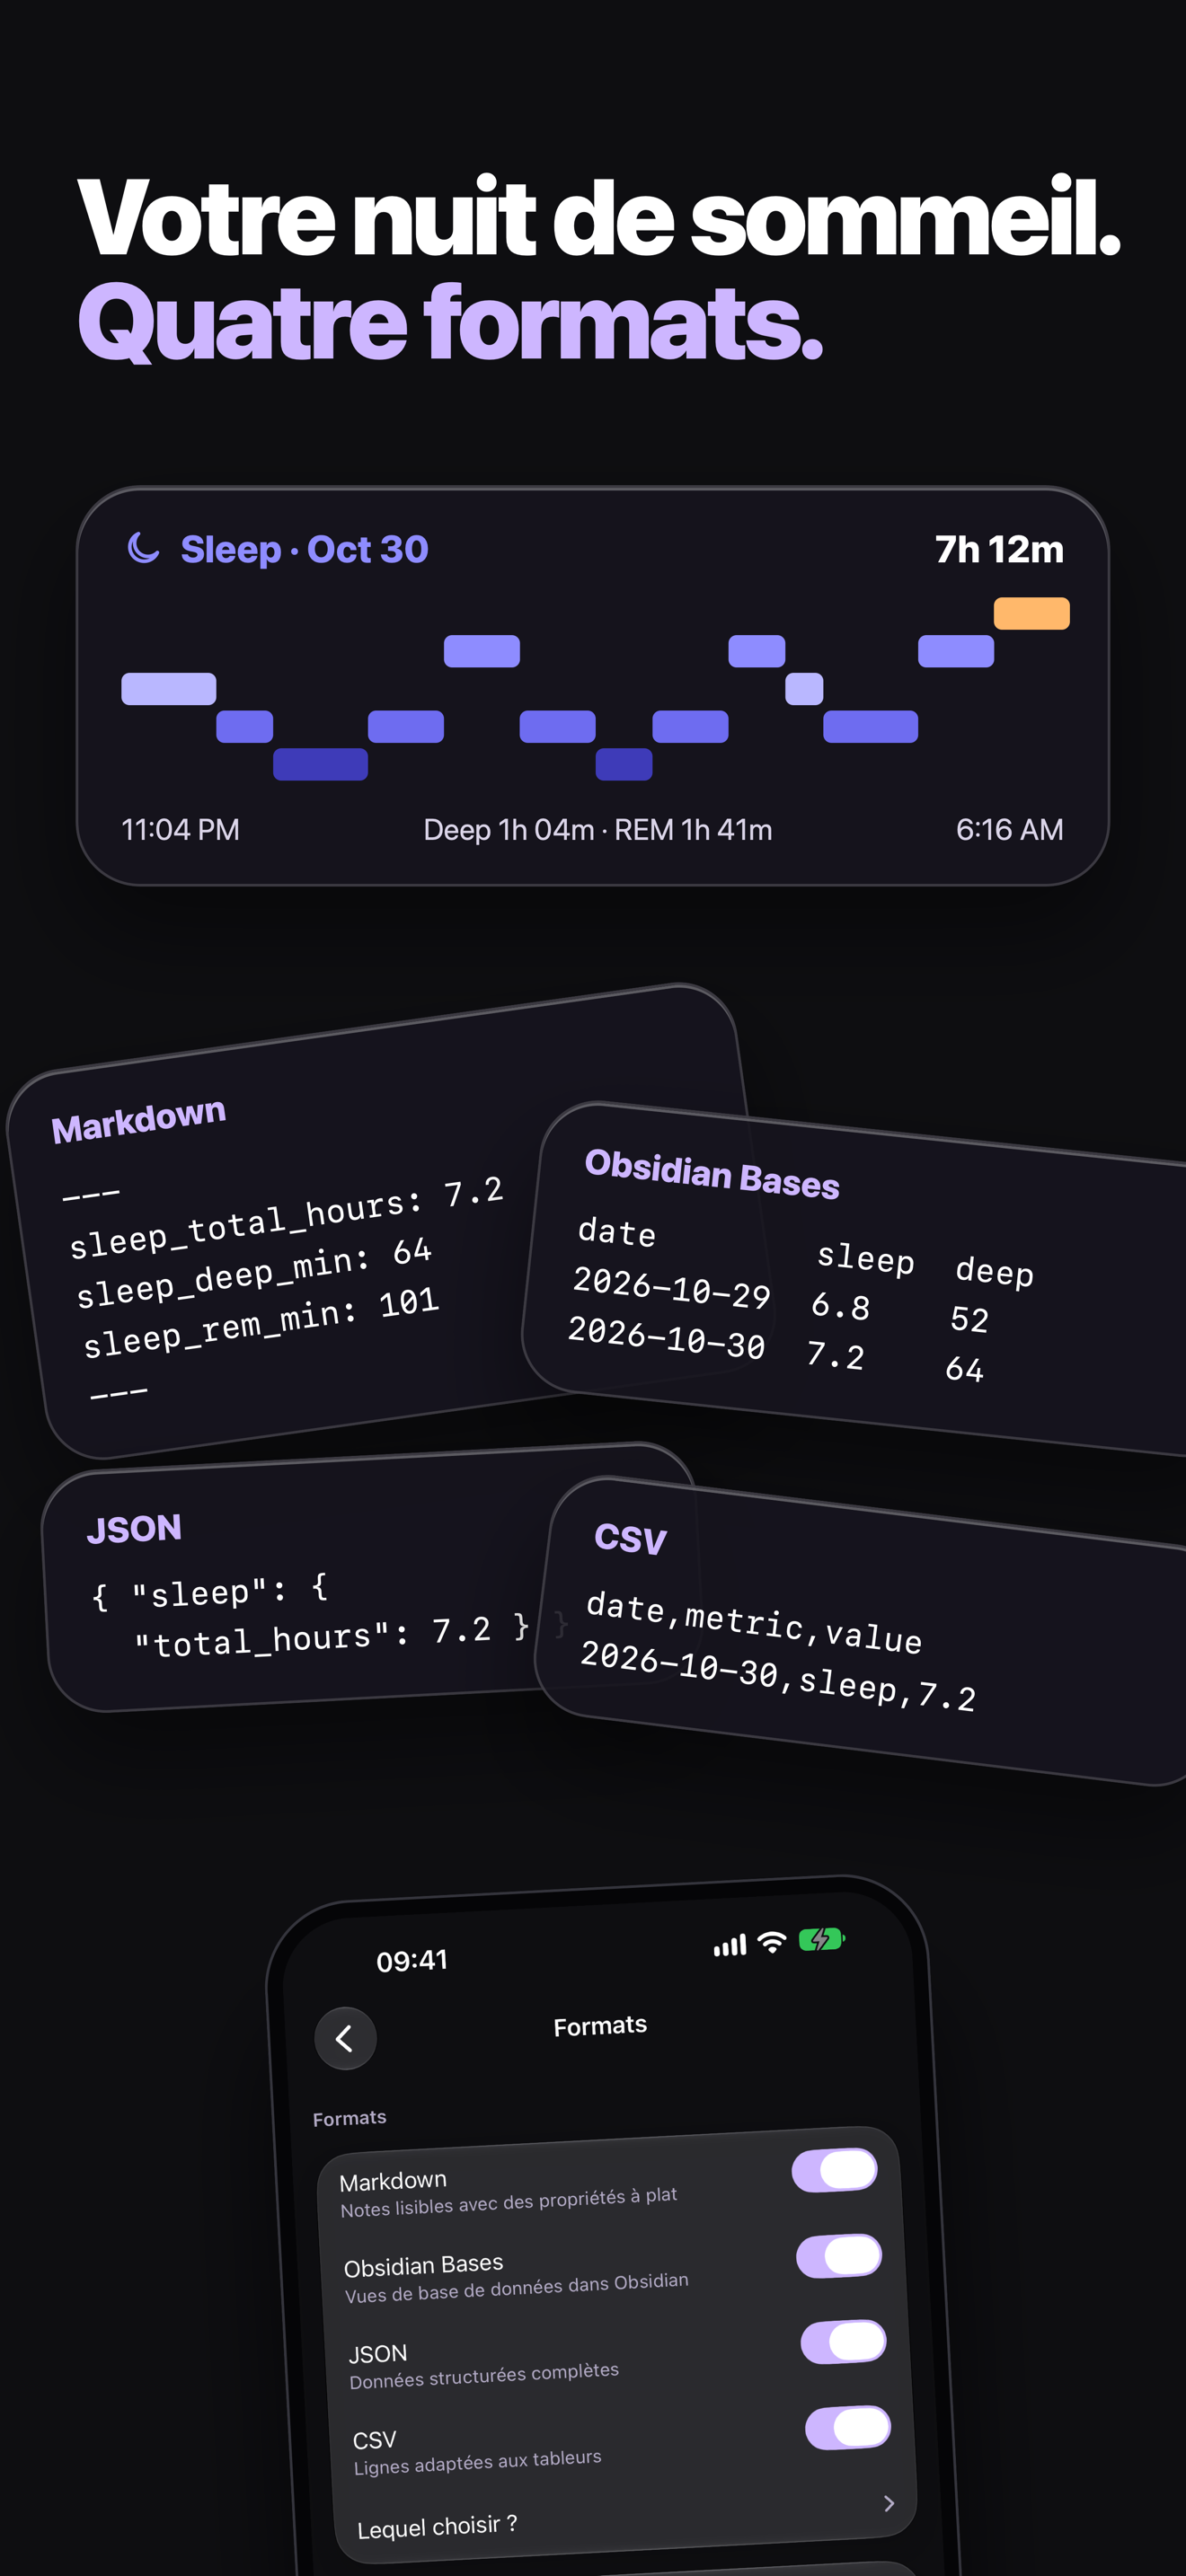 Votre nuit de sommeil.
Quatre formats.
Sleep · Oct 30
7h 12m
11:04 PM
Deep 1h 04m · REM 1h 41m
6:16 AM
Markdown
---
sleep_total_hours: 7.2
sleep_deep_min: 64
sleep_rem_min: 101
---
Obsidian Bases
date sleep deep
2026-10-29 6.8 52
2026-10-30 7.2 64
JSON
{ "sleep": {
"total_hours": 7.2 } }
CSV
date,metric,value
2026-10-30,sleep,7.2
09:41
Formats
Formats
Markdown
Notes lisibles avec des propriétés à plat
Obsidian Bases
Vues de base de données dans Obsidian
JSON
Données structurées complètes
CSV
Lignes adaptées aux tableurs
Lequel choisir ?